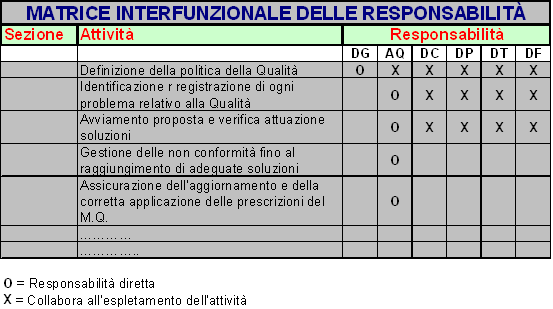 MATRICE INTERFUNZIONALE DELLE RESPONSABILITÀ
Sezione Attività Responsabilità
DG AQ DC DP DT DF
Definizione della politica della Qualità O X X X X X
Identificazione r registrazione di ogni
problema relativo alla Qualità O X X X X
Avviamento proposta e verifica attuazione
soluzioni O X X X X
Gestione delle non conformità fino al
raggiungimento di adeguate soluzioni O
Assicurazione dell'aggiornamento e della
corretta applicazione delle prescrizioni del O
M.Q.
…………
…………..
O = Responsabilità diretta
X = Collabora all'espletamento dell'attività